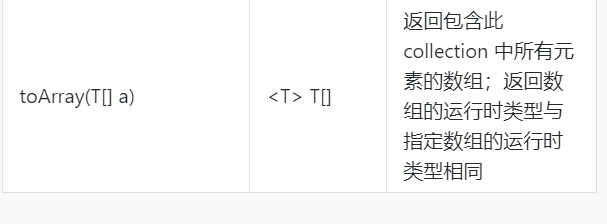 toArray(T[] a)
<T> T[]
返回包含此
collection 中所有元
素的数组；返回数
组的运行时类型与
指定数组的运行时
类型相同